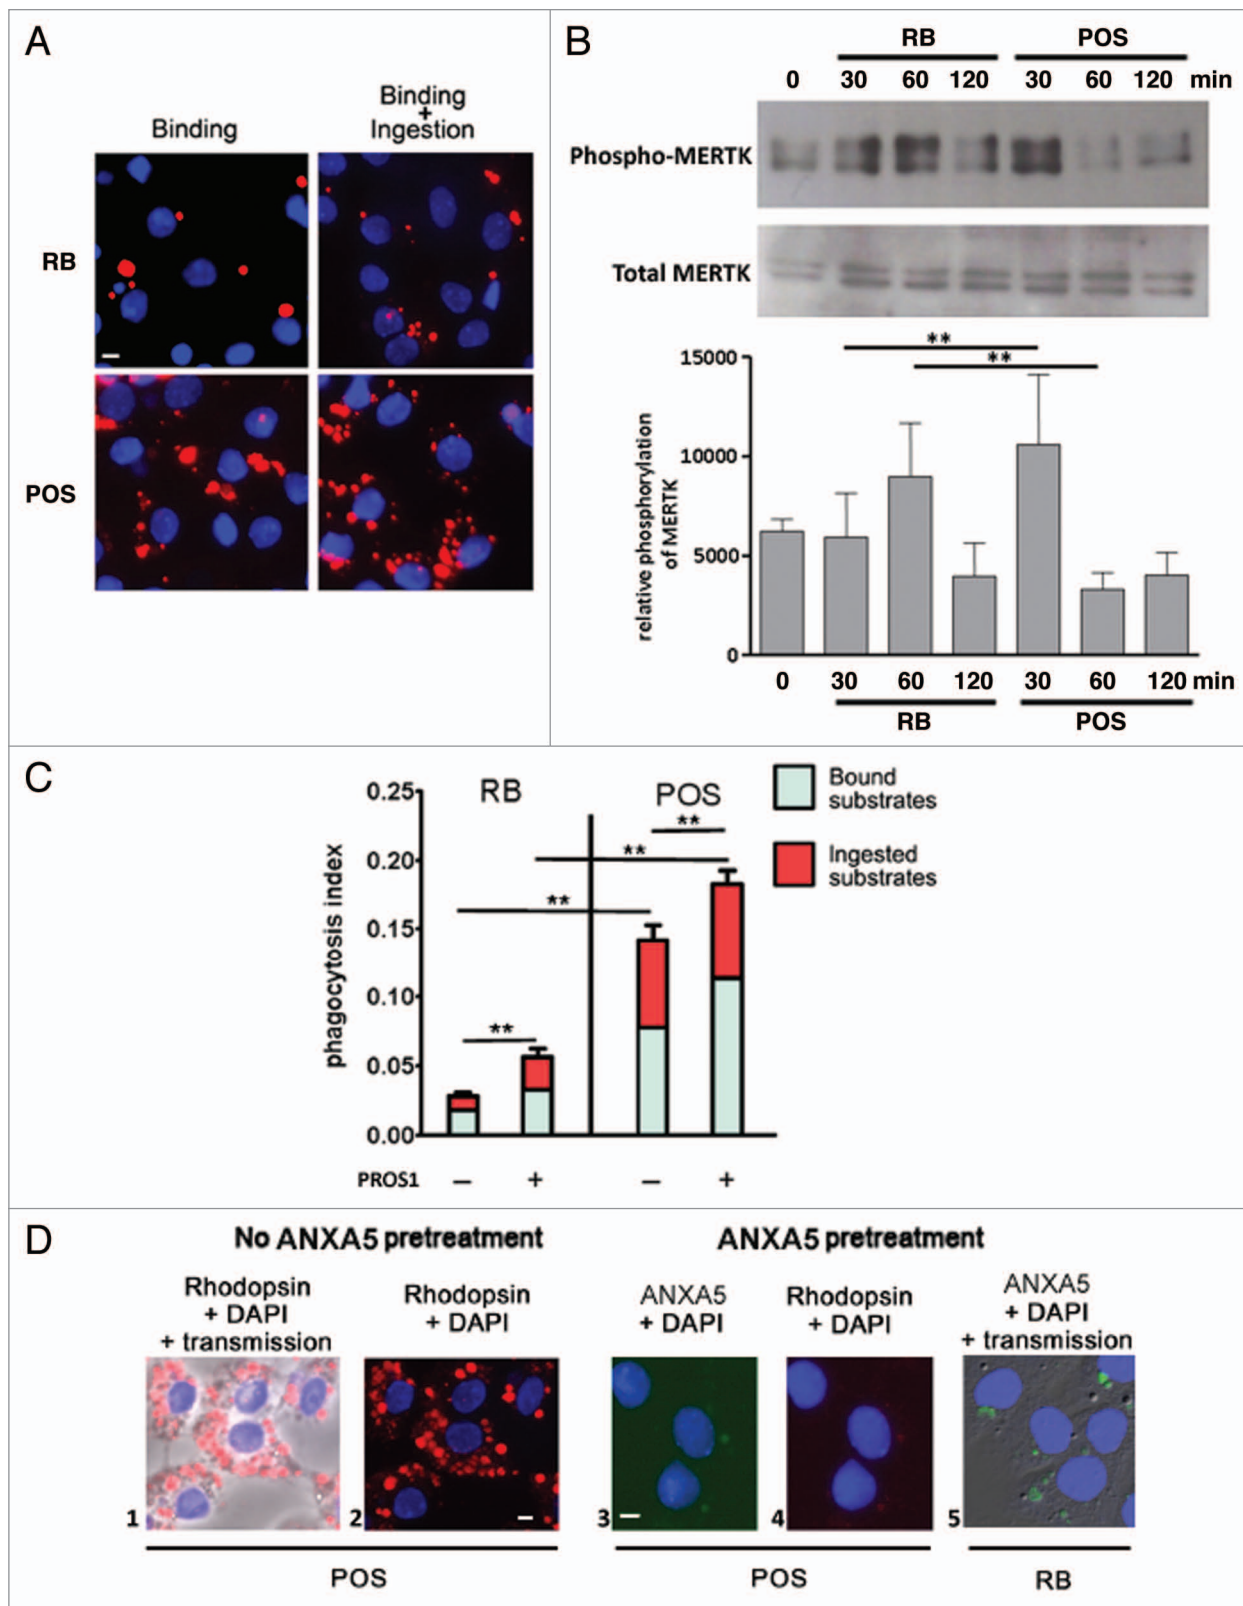 A
Binding
Binding
+
Ingestion
RB
POS
B
RB POS
0 30 60 120 30 60 120 min
Phospho-MERTK
Total MERTK
**
**
15000
10000
5000
0
relative phosphorylation
of MERTK
0 30 60 120 30 60 120 min
RB POS
C
RB POS
0.25
0.20
0.15
0.10
0.05
0.00
phagocytosis index
**
**
**
**
PROS1 – + – +
Bound
substrates
Ingested
substrates
D
No ANXA5 pretreatment
ANXA5 pretreatment
Rhodopsin
+ DAPI
+ transmission
Rhodopsin
+ DAPI
ANXA5
+ DAPI
Rhodopsin
+ DAPI
ANXA5
+ DAPI
+ transmission
1 2 3 4 5
POS POS RB